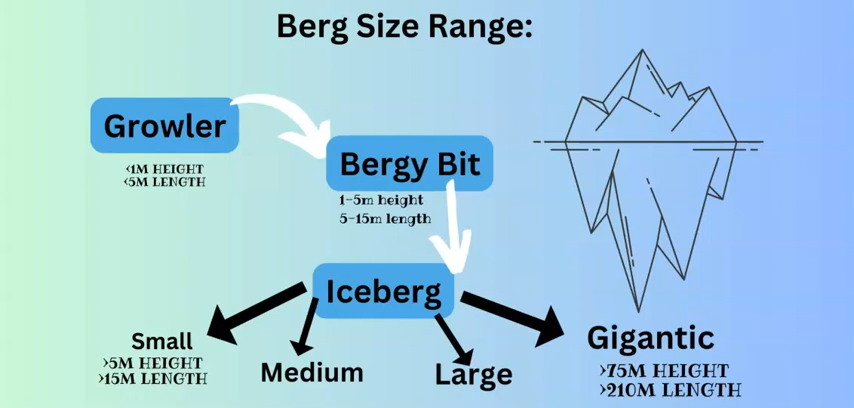 Berg Size Range:
Growler
<1M HEIGHT
<5M LENGTH
Bergy Bit
1-5m height
5-15m length
Iceberg
Small
>5M HEIGHT
>15M LENGTH
Medium
Large
Gigantic
>75M HEIGHT
>210M LENGTH